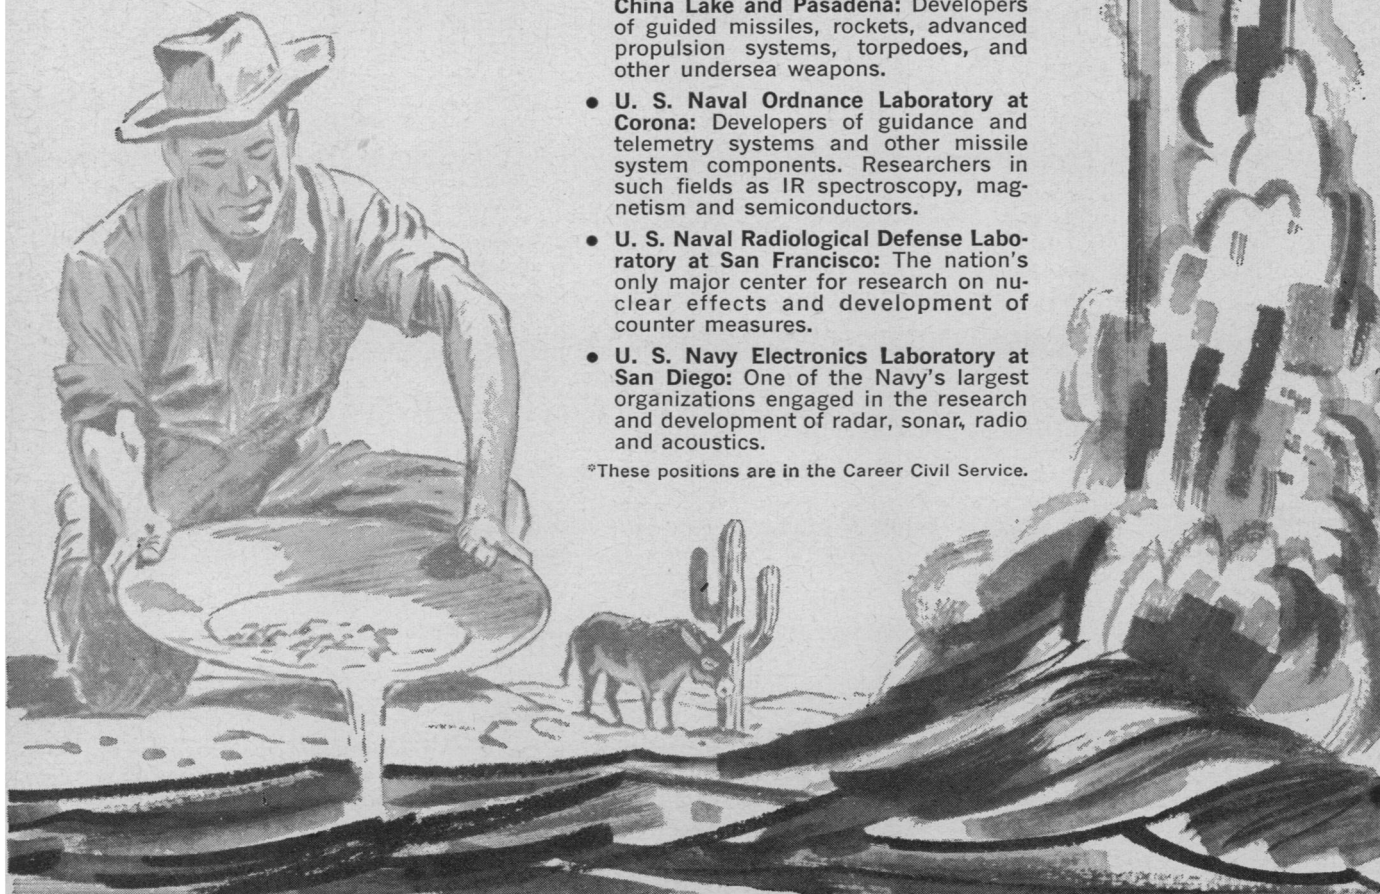 China Lake and Pasadena: Developers
of guided missiles, rockets, advanced
propulsion systems, torpedoes, and
other undersea weapons.
● U. S. Naval Ordnance Laboratory at
Corona: Developers of guidance and
telemetry systems and other missile
system components. Researchers in
such fields as IR spectroscopy, mag-
netism and semiconductors.
● U. S. Naval Radiological Defense Labo-
ratory at San Francisco: The nation's
only major center for research on nu-
clear effects and development of
counter measures.
● U. S. Navy Electronics Laboratory at
San Diego: One of the Navy's largest
organizations engaged in the research
and development of radar, sonar, radio
and acoustics.
*These positions are in the Career Civil Service.